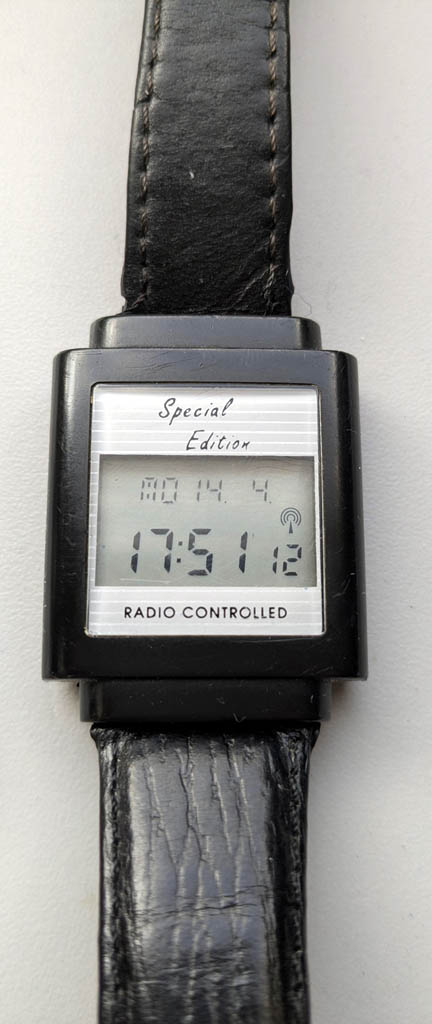 Special
Edition
MO 14. 4.
17:51 12
RADIO CONTROLLED